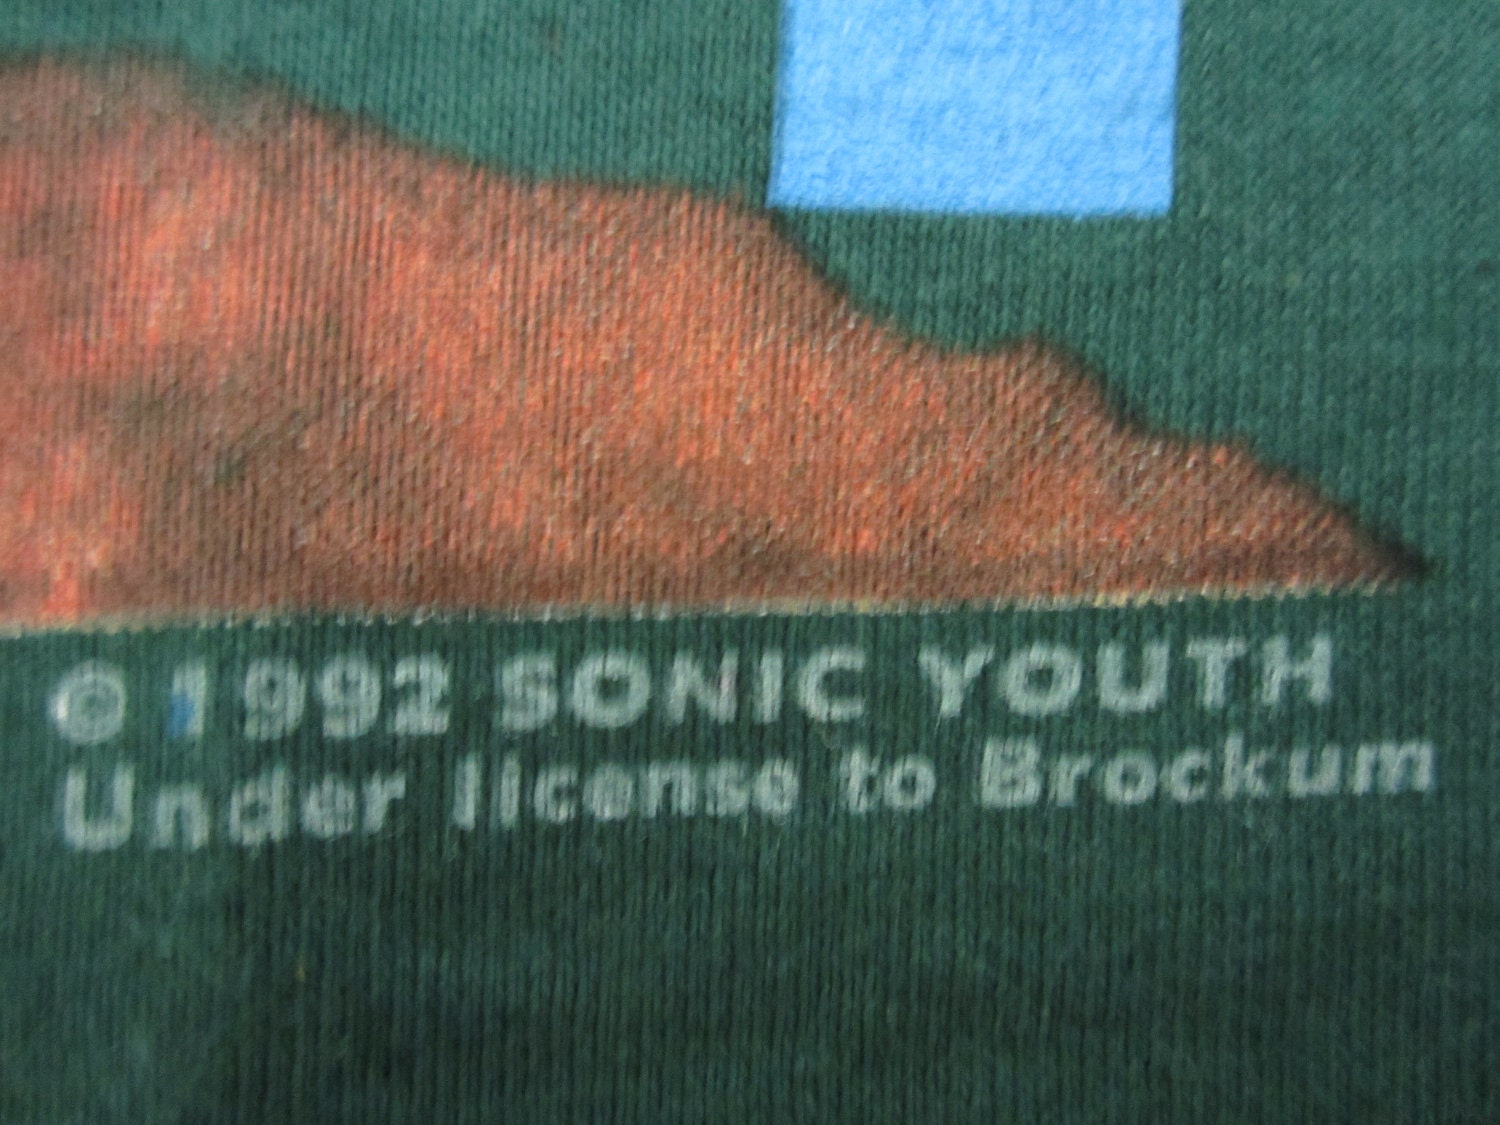 © 1992 SONIC YOUTH
Under license to Brockum